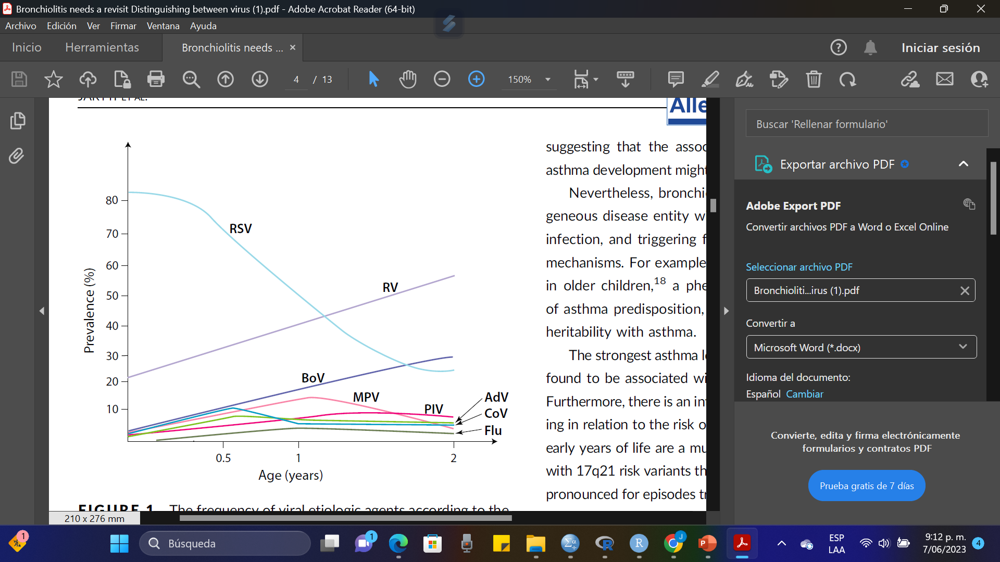 Bronchiolitis needs a revisit Distinguishing between virus (1).pdf - Adobe Acrobat Reader (64-bit)
Archivo Edición Ver Firmar Ventana Ayuda
Inicio Herramientas Bronchiolitis needs ... × Iniciar sesión
4 / 13 150%
Alle
Prevalence (%)
80
70
60
50
40
30
20
10
RSV
RV
BoV
MPV
PIV
AdV
CoV
Flu
0.5 1 2
Age (years)
FIGURE 1 The frequency of viral etiologic agents according to the
210 x 276 mm
suggesting that the assoc
asthma development might
Nevertheless, bronchi
geneous disease entity wi
infection, and triggering f
mechanisms. For example
in older children,18 a phe
of asthma predisposition,
heritability with asthma.
The strongest asthma l
found to be associated wi
Furthermore, there is an int
ing in relation to the risk o
early years of life are a mu
with 17q21 risk variants th
pronounced for episodes tr
Buscar 'Rellenar formulario'
Exportar archivo PDF
Adobe Export PDF
Convertir archivos PDF a Word o Excel Online
Seleccionar archivo PDF
Bronchioliti...irus (1).pdf
Convertir a
Microsoft Word (*.docx)
Idioma del documento:
Español Cambiar
Convierte, edita y firma electrónicamente
formularios y contratos PDF
Prueba gratis de 7 días
1
Búsqueda
1
J
ESP
LAA
9:12 p. m.
7/06/2023
4